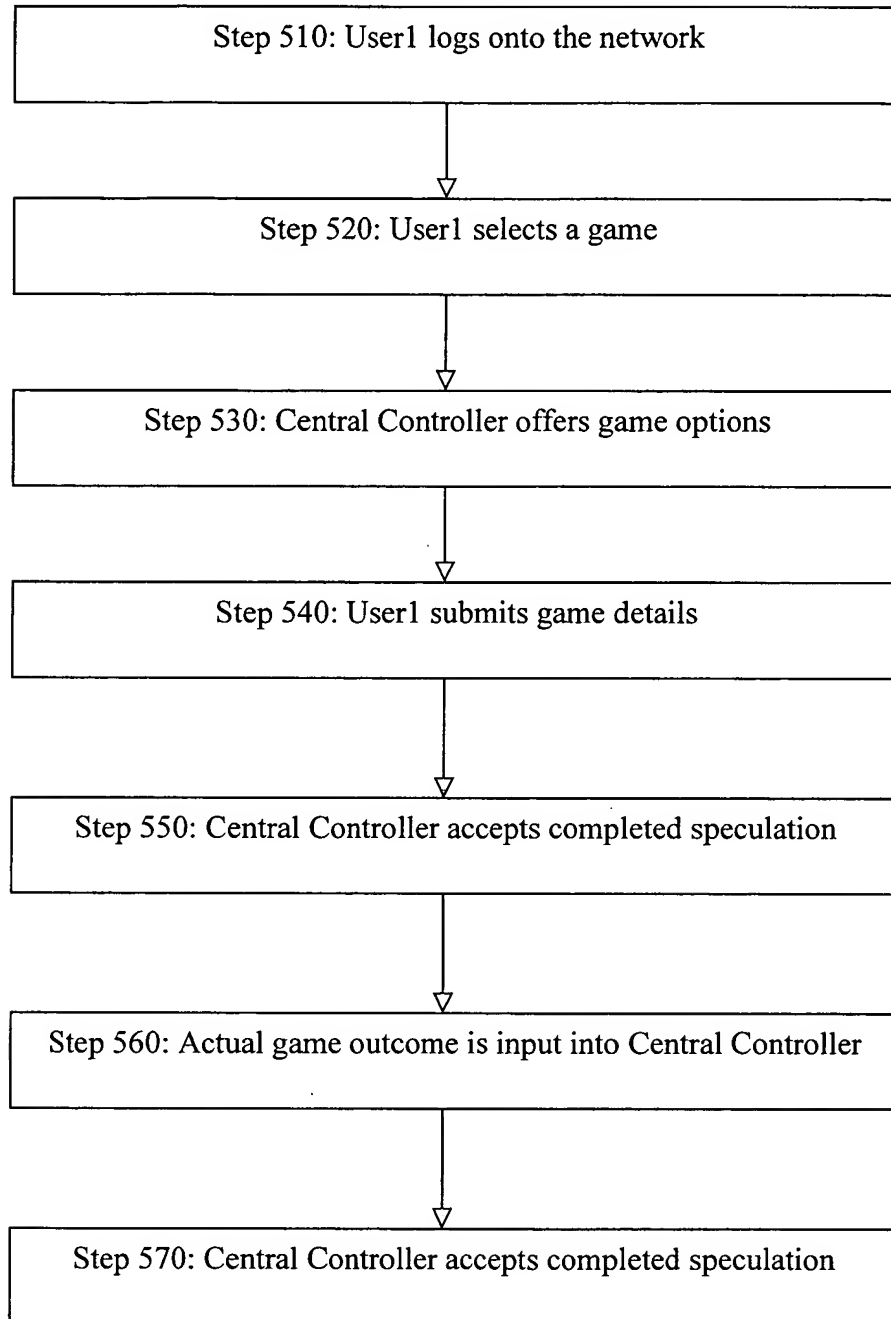 Step 510: User1 logs onto the network
Step 520: User1 selects a game
Step 530: Central Controller offers game options
Step 540: User1 submits game details
Step 550: Central Controller accepts completed speculation
Step 560: Actual game outcome is input into Central Controller
Step 570: Central Controller accepts completed speculation